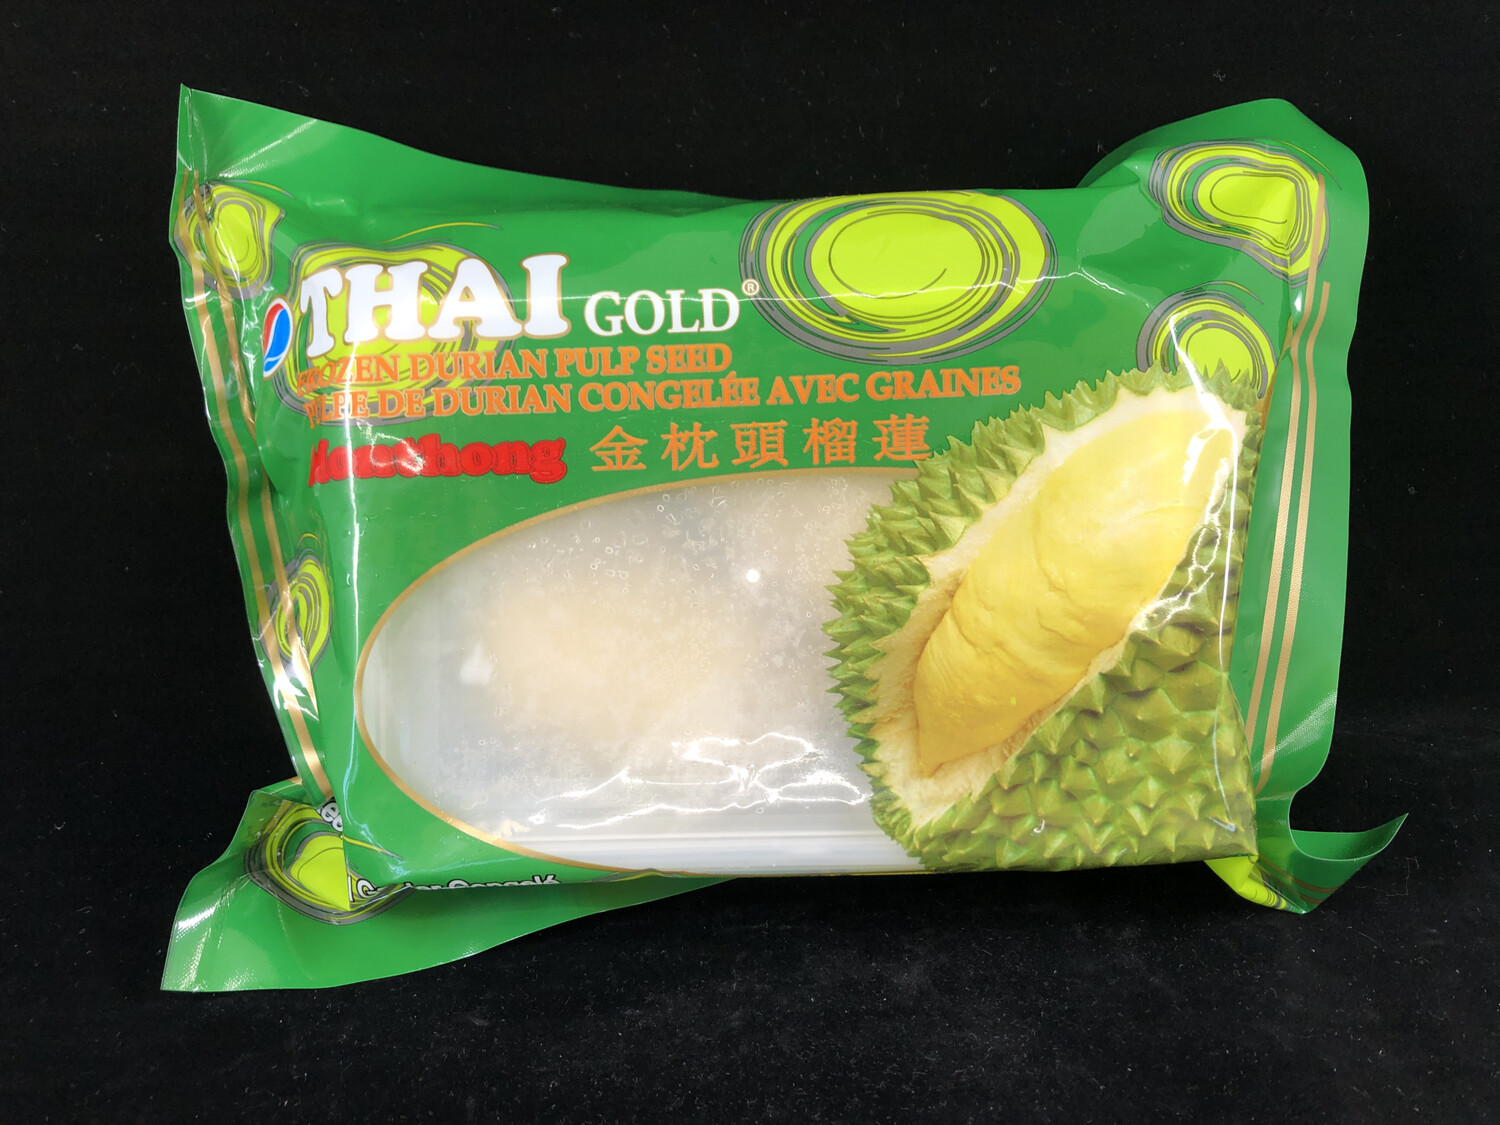 THAI GOLD®
FROZEN DURIAN PULP SEED
PULPE DE DURIAN CONGELÉE AVEC GRAINES
Monthong 金枕頭榴蓮